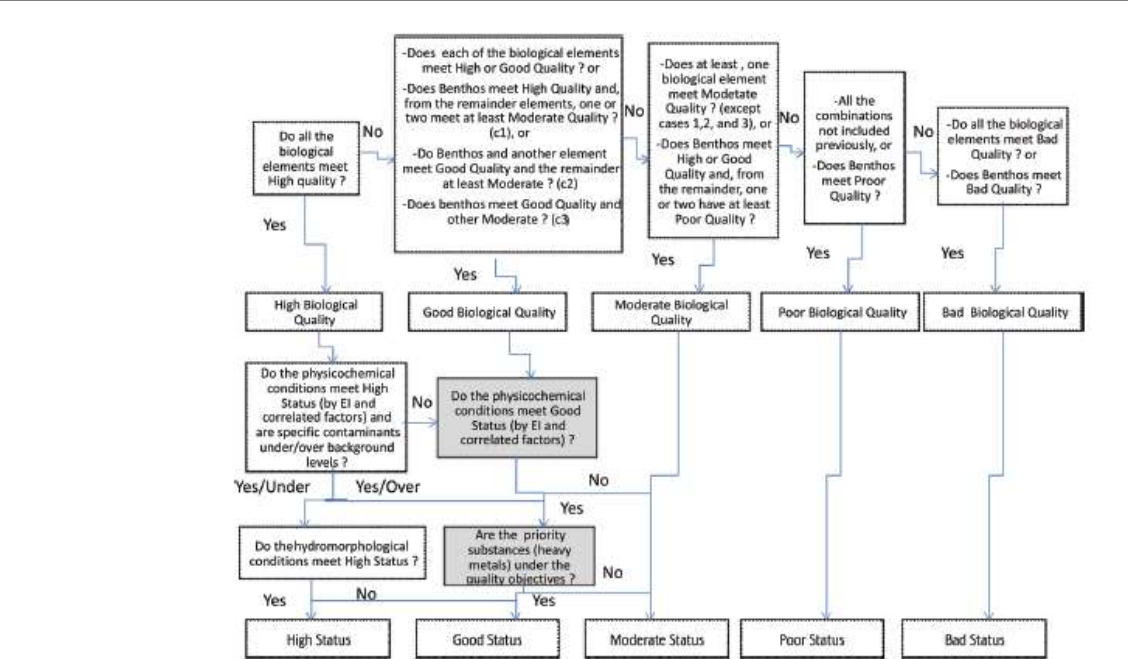 Do all the
biological
elements meet
High quality ?
No
-Does each of the biological elements
meet High or Good Quality ? or
-Does Benthos meet High Quality and,
from the remainder elements, one or
two meet at least Moderate Quality ?
(c1), or
-Do Benthos and another element
meet Good Quality and the remainder
at least Moderate ? (c2)
-Does benthos meet Good Quality and
other Moderate ? (c3)
No
-Does at least , one
biological element
meet Modetate
Quality ? (except
cases 1,2, and 3), or
-Does Benthos meet
High or Good
Quality and, from
the remainder, one
or two have at least
Poor Quality ?
No
-All the
combinations
not included
previously, or
-Does Benthos
meet Proor
Quality ?
No
-Do all the biological
elements meet Bad
Quality ? or
-Does Benthos meet
Bad Quality ?
Yes
Yes
Yes
Yes
Yes
High Biological
Quality
Good Biological Quality
Moderate Biological
Quality
Poor Biological Quality
Bad Biological Quality
Do the physicochemical
conditions meet High
Status (by EI and
correlated factors) and
are specific contaminants
under/over background
levels ?
No
Do the physicochemical
conditions meet Good
Status (by EI and
correlated factors) ?
Yes/Under
Yes/Over
No
Yes
Do thehydromorphological
conditions meet High Status ?
Are the priority
substances (heavy
metals) under the
quality objectives ?
No
Yes
No
Yes
High Status
Good Status
Moderate Status
Poor Status
Bad Status